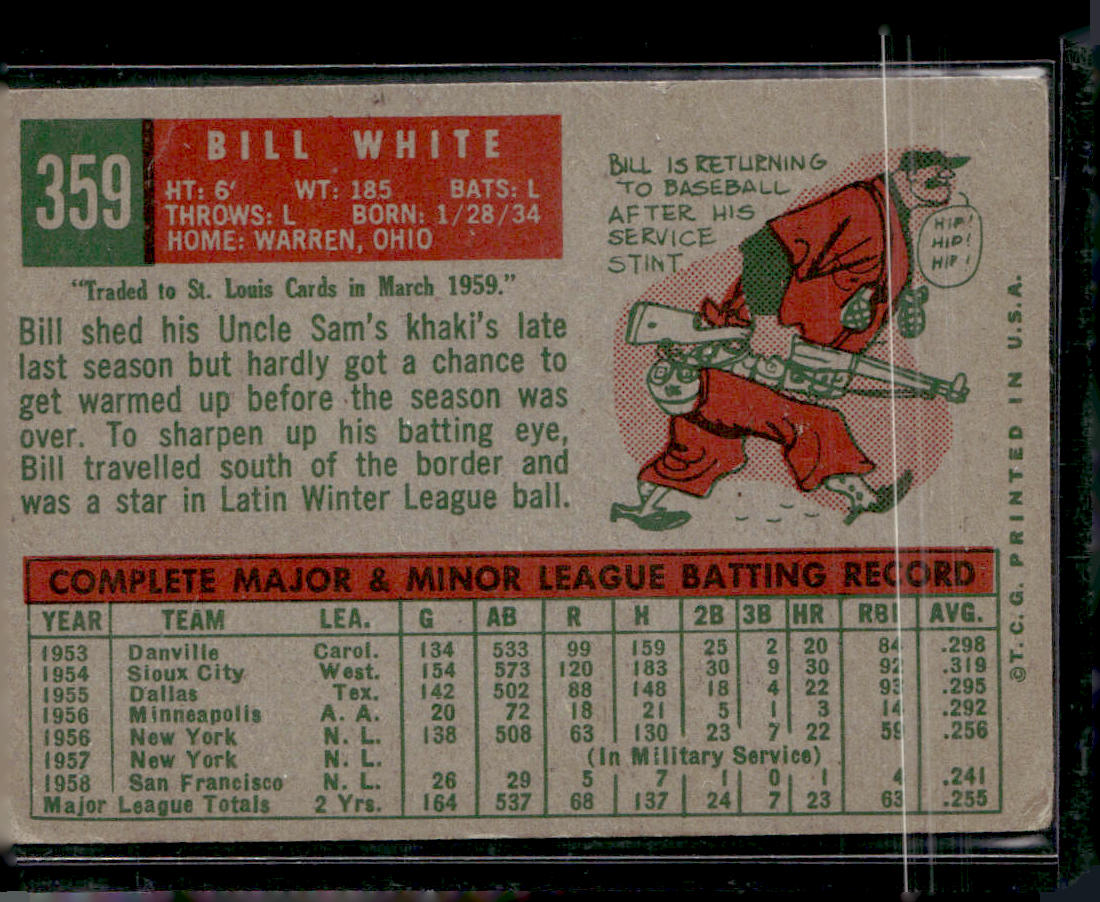 359
BILL WHITE
HT: 6' WT: 185 BATS: L
THROWS: L BORN: 1/28/34
HOME: WARREN, OHIO
"Traded to St. Louis Cards in March 1959."
Bill shed his Uncle Sam's khaki's late
last season but hardly got a chance to
get warmed up before the season was
over. To sharpen up his batting eye,
Bill travelled south of the border and
was a star in Latin Winter League ball.
BILL IS RETURNING
TO BASEBALL
AFTER HIS
SERVICE
STINT
HIP!
HIP!
HIP!
©T.C.G. PRINTED IN U.S.A.
COMPLETE MAJOR & MINOR LEAGUE BATTING RECORD
YEAR TEAM LEA. G AB R H 2B 3B HR RBI AVG.
1953 Danville Carol. 134 533 99 159 25 2 20 84 .298
1954 Sioux City West. 154 573 120 183 30 9 30 92 .319
1955 Dallas Tex. 142 502 88 148 18 4 22 93 .295
1956 Minneapolis A. A. 20 72 18 21 5 1 3 14 .292
1956 New York N. L. 138 508 63 130 23 7 22 59 .256
1957 New York N. L. (In Military Service)
1958 San Francisco N. L. 26 29 5 7 1 0 1 4 .241
Major League Totals 2 Yrs. 164 537 68 137 24 7 23 63 .255